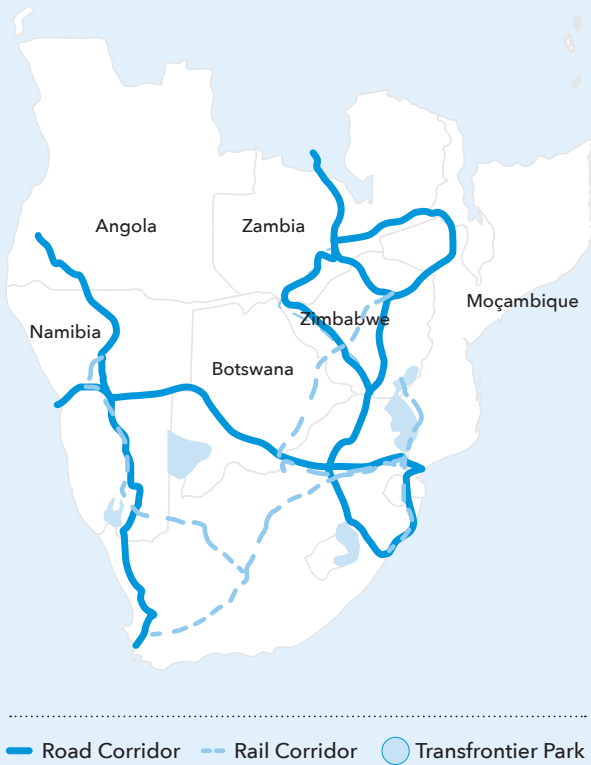 Angola
Zambia
Moçambique
Zimbabwe
Namibia
Botswana
Road Corridor
Rail Corridor
Transfrontier Park